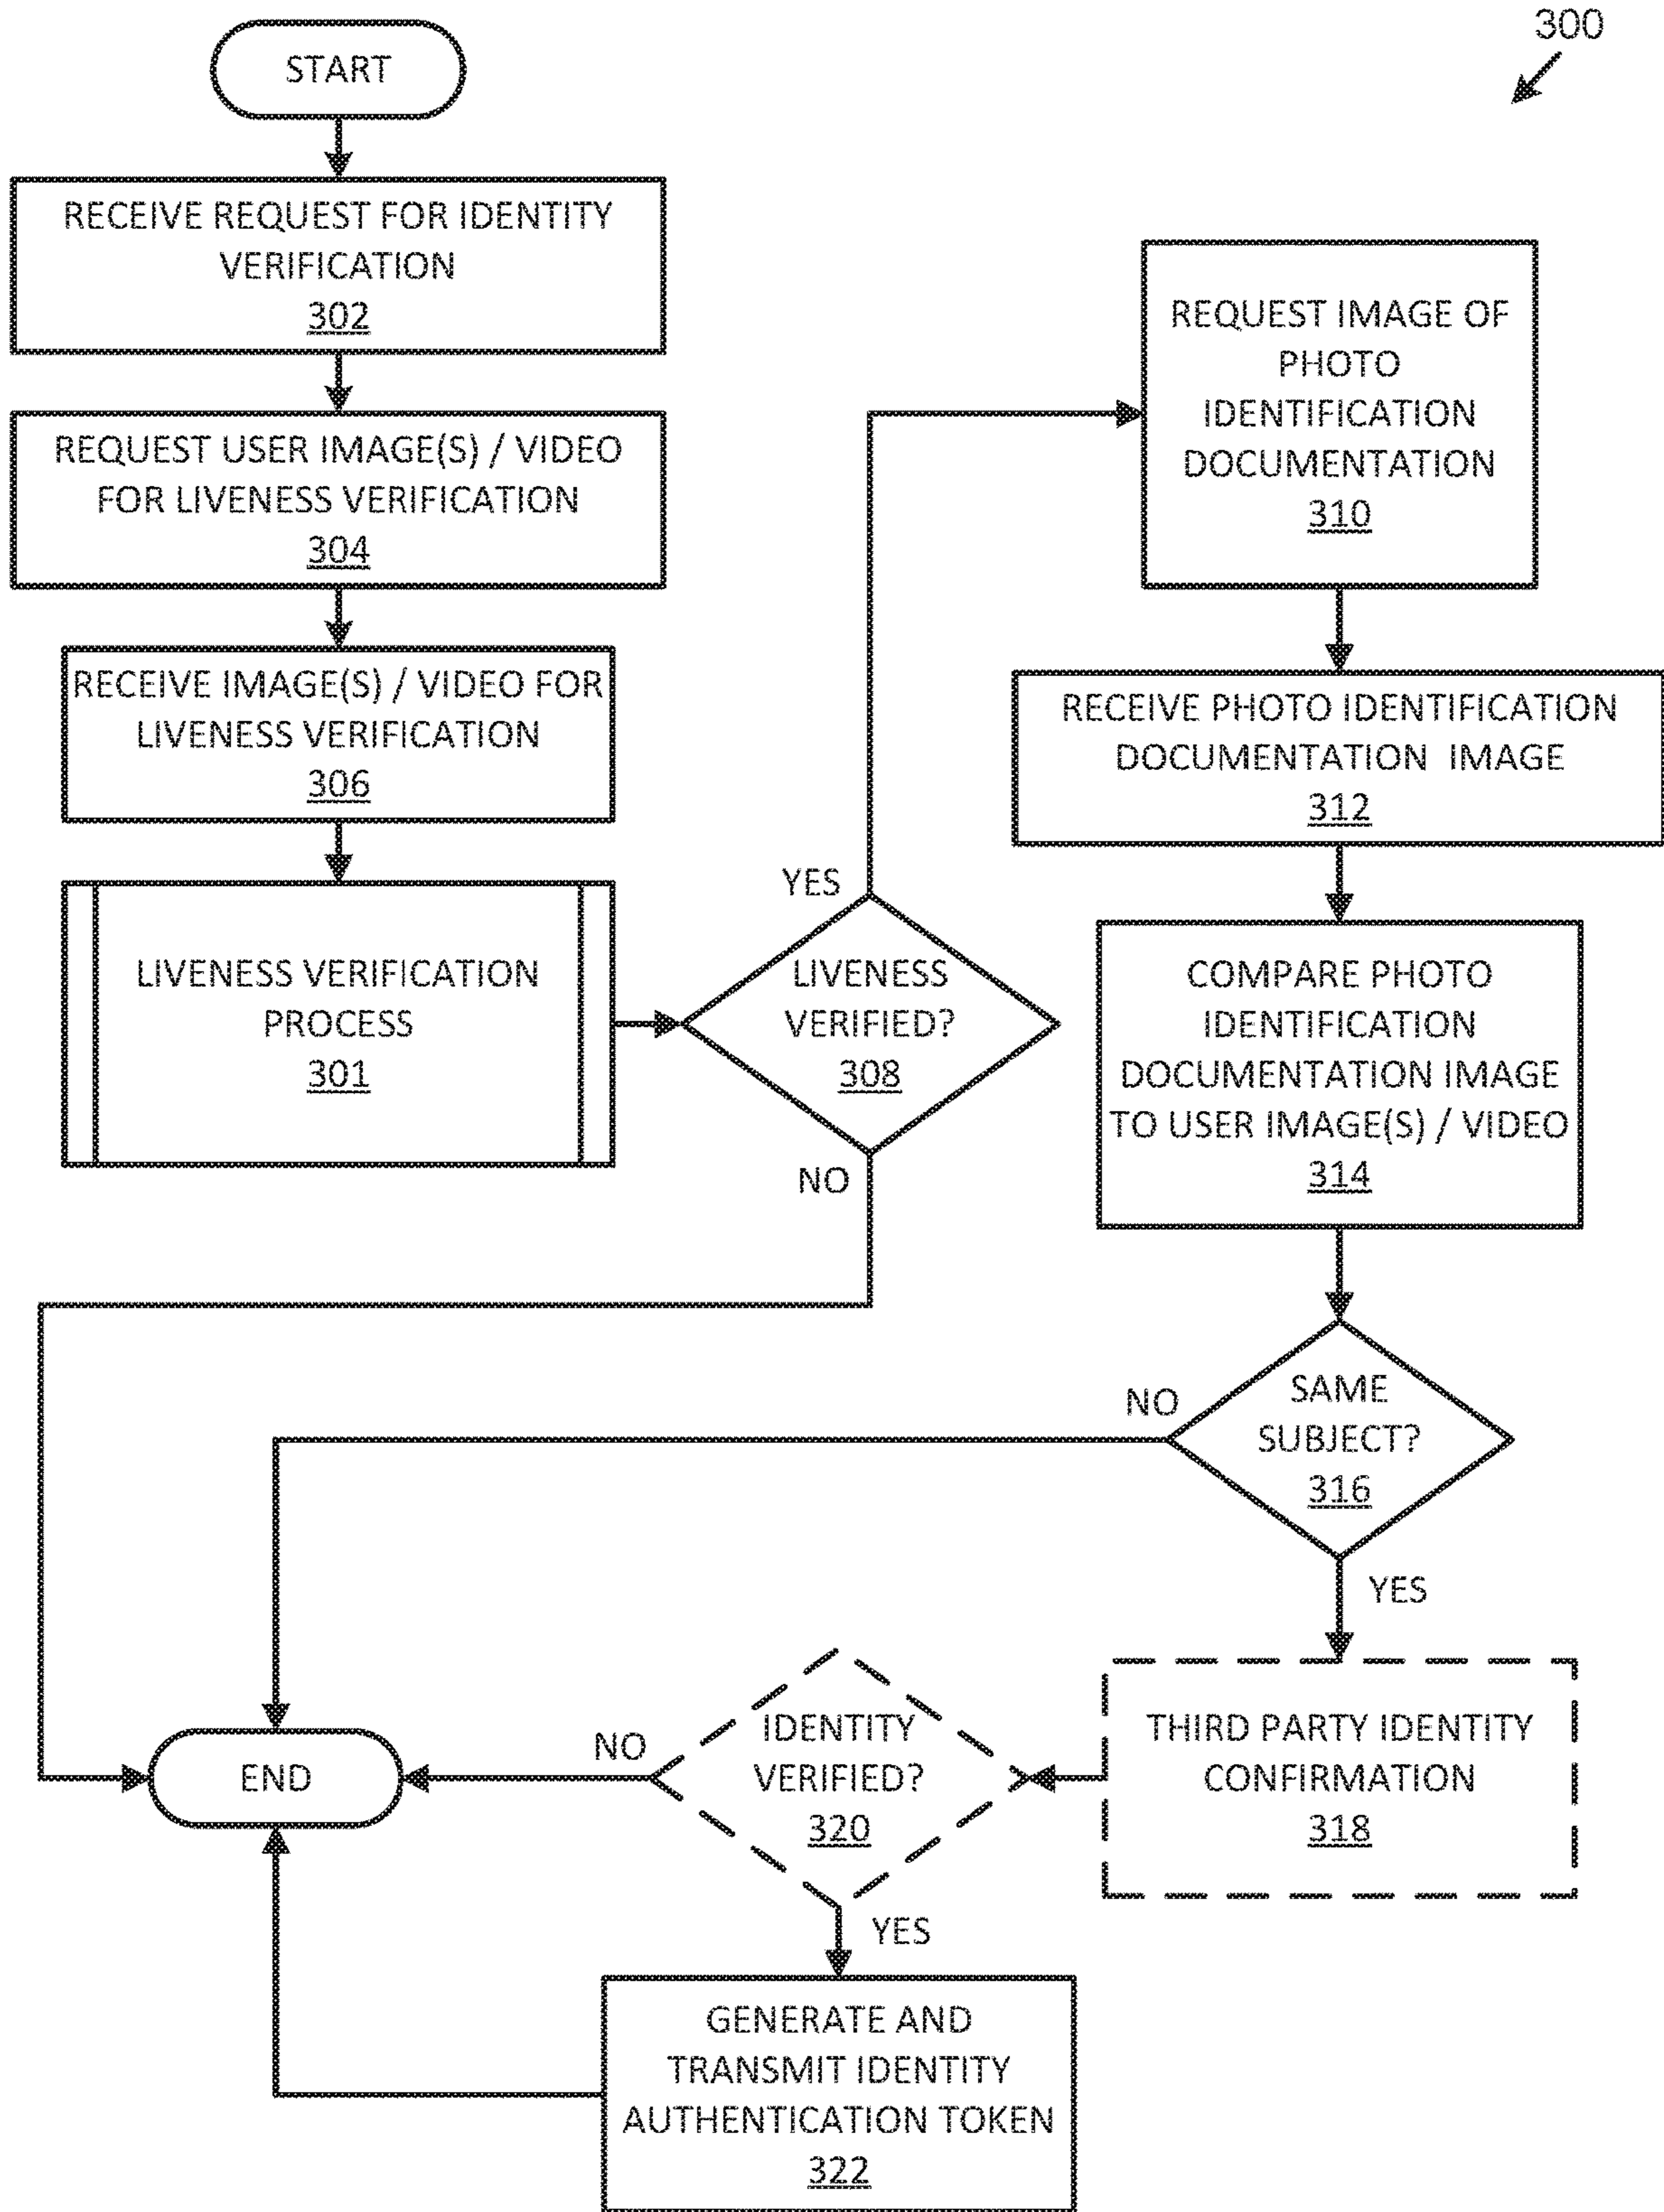 300
START
RECEIVE REQUEST FOR IDENTITY
VERIFICATION
302
REQUEST USER IMAGE(S) / VIDEO
FOR LIVENESS VERIFICATION
304
RECEIVE IMAGE(S) / VIDEO FOR
LIVENESS VERIFICATION
306
LIVENESS VERIFICATION
PROCESS
301
YES
LIVENESS
VERIFIED?
308
NO
REQUEST IMAGE OF
PHOTO
IDENTIFICATION
DOCUMENTATION
310
RECEIVE PHOTO IDENTIFICATION
DOCUMENTATION IMAGE
312
COMPARE PHOTO
IDENTIFICATION
DOCUMENTATION IMAGE
TO USER IMAGE(S) / VIDEO
314
NO
SAME
SUBJECT?
316
YES
THIRD PARTY IDENTITY
CONFIRMATION
318
IDENTITY
VERIFIED?
320
NO
END
YES
GENERATE AND
TRANSMIT IDENTITY
AUTHENTICATION TOKEN
322